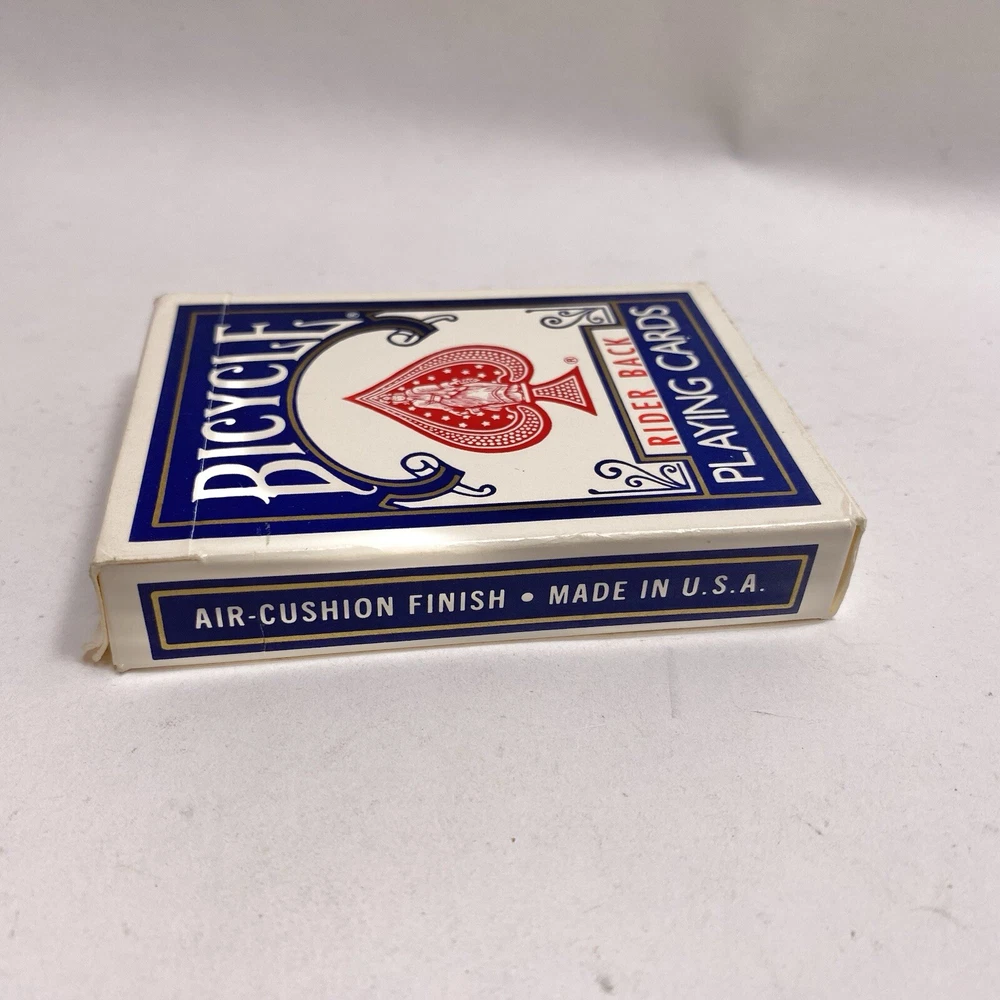 BICYCLE®
®
RIDER BACK
PLAYING CARDS
AIR-CUSHION FINISH • MADE IN U.S.A.